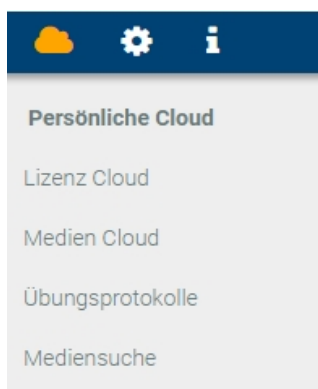 Persönliche Cloud
Lizenz Cloud
Medien Cloud
Übungsprotokolle
Mediensuche